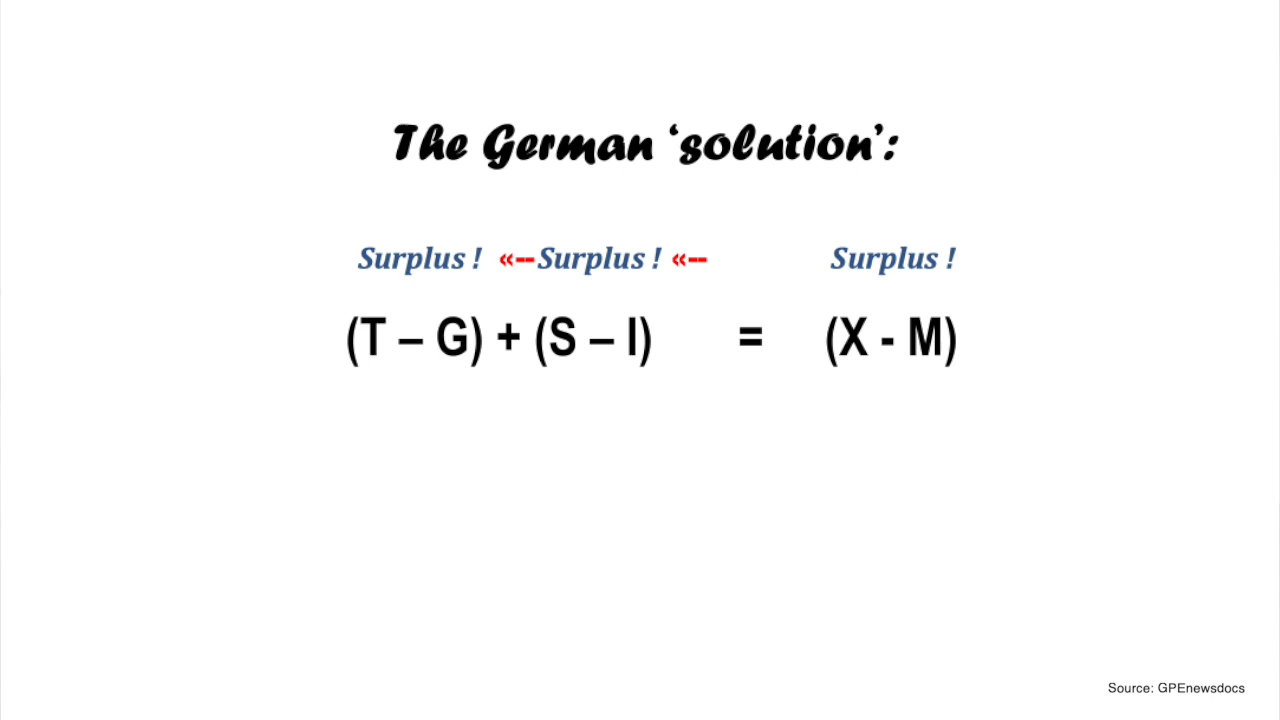 The German ‘solution’:
Surplus ! «--Surplus ! «-- Surplus !
(T – G) + (S – I) = (X - M)
Source: GPEnewsdocs